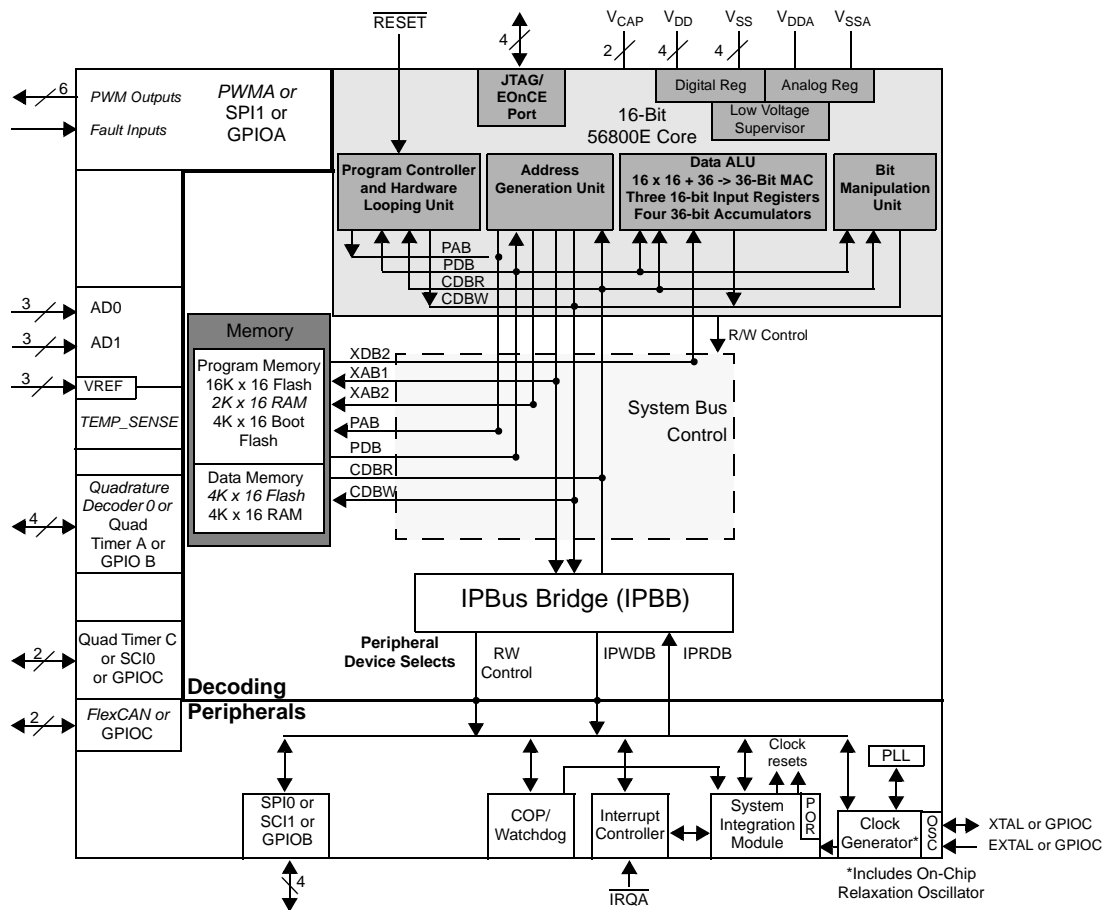 RESET
4
V_CAP V_DD V_SS V_DDA V_SSA
2 4 4
6
PWM Outputs
Fault Inputs
PWMA or
SPI1 or
GPIOA
JTAG/
EOnCE
Port
Digital Reg
Analog Reg
Low Voltage
Supervisor
16-Bit
56800E Core
Program Controller
and Hardware
Looping Unit
Address
Generation Unit
Data ALU
16 x 16 + 36 -> 36-Bit MAC
Three 16-bit Input Registers
Four 36-bit Accumulators
Bit
Manipulation
Unit
PAB
PDB
CDBR
CDBW
3
AD0
3
AD1
3
VREF
TEMP_SENSE
Memory
Program Memory
16K x 16 Flash
2K x 16 RAM
4K x 16 Boot
Flash
Data Memory
4K x 16 Flash
4K x 16 RAM
XDB2
XAB1
XAB2
PAB
PDB
CDBR
CDBW
R/W Control
System Bus
Control
4
Quadrature
Decoder 0 or
Quad
Timer A or
GPIO B
IPBus Bridge (IPBB)
2
Quad Timer C
or SCI0
or GPIOC
Peripheral
Device Selects
RW
Control
IPWDB
IPRDB
Decoding
Peripherals
2
FlexCAN or
GPIOC
Clock
resets
PLL
SPI0 or
SCI1 or
GPIOB
COP/
Watchdog
Interrupt
Controller
System
Integration
Module
POR
Clock
Generator*
OSC
XTAL or GPIOC
EXTAL or GPIOC
4
IRQA
*Includes On-Chip
Relaxation Oscillator